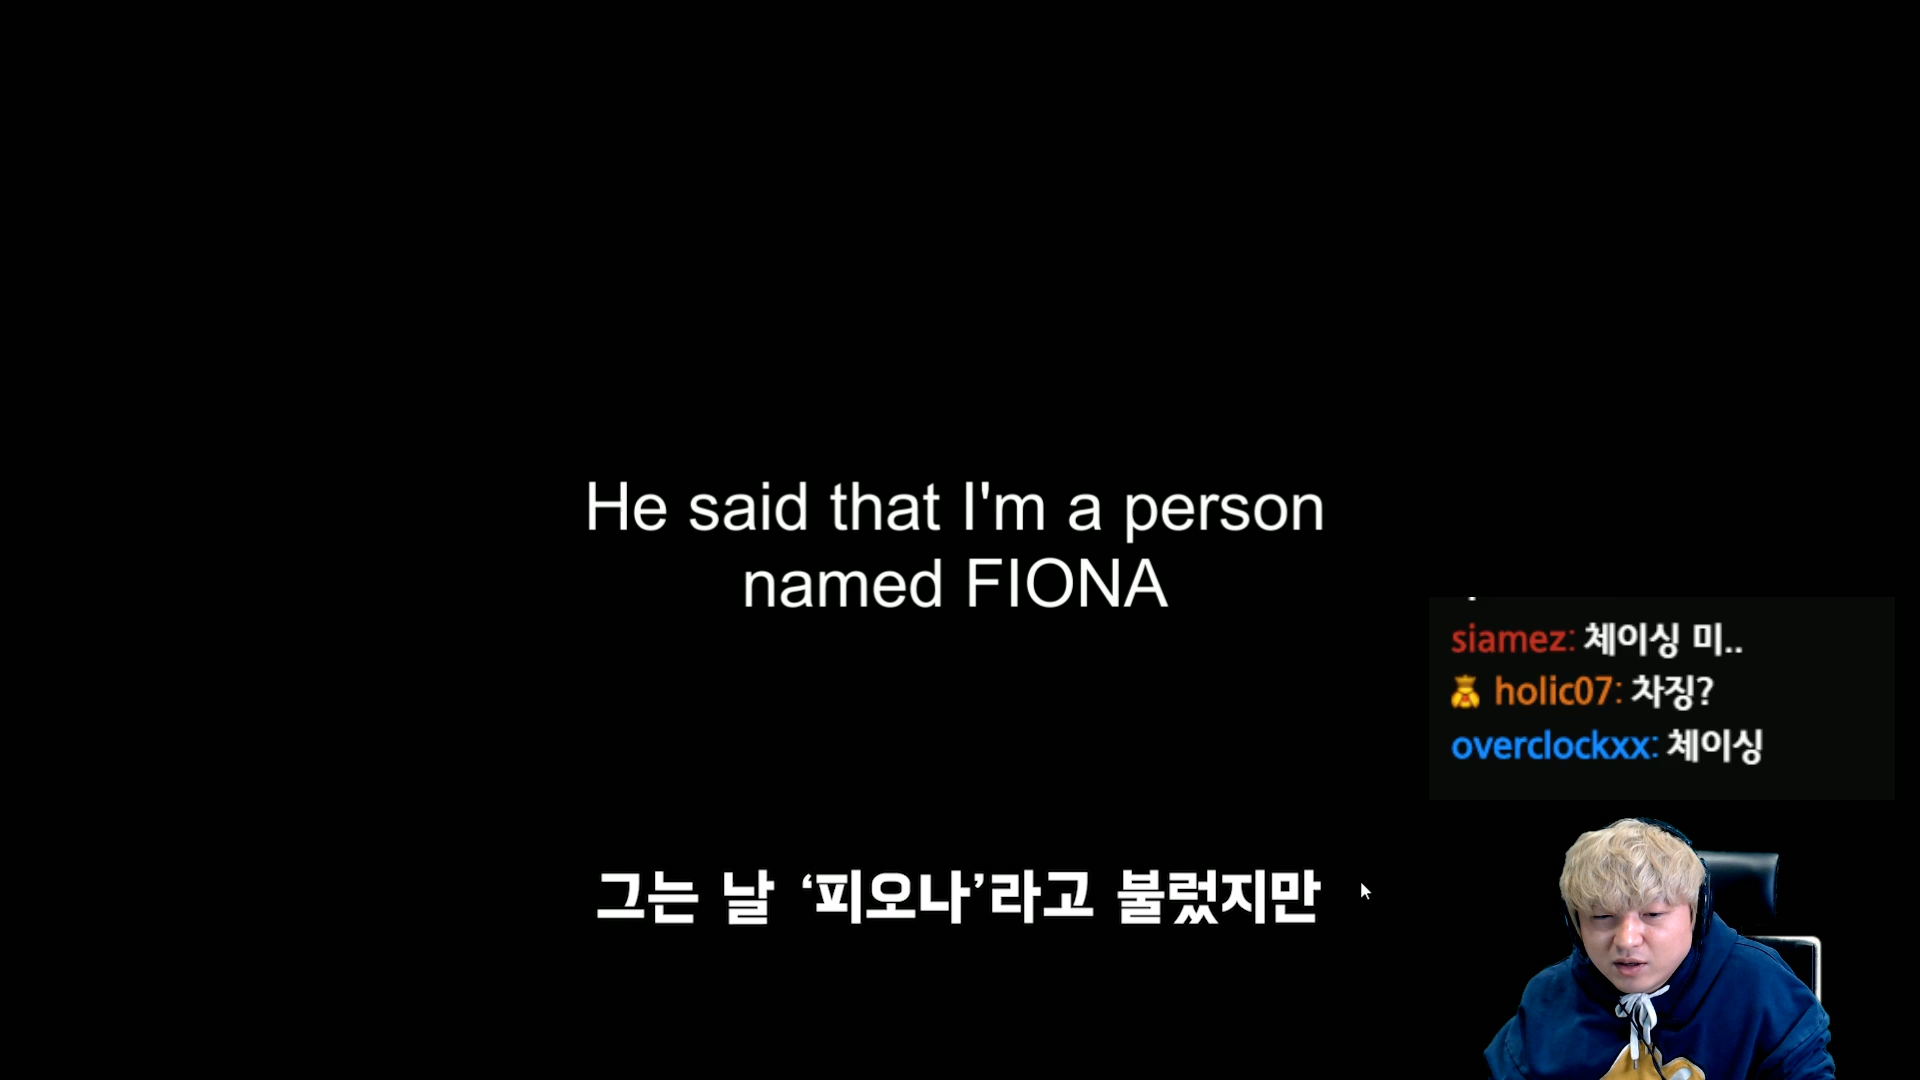 He said that I'm a person
named FIONA
siamez: 체이싱 미..
holic07: 차징?
overclockxx: 체이싱
그는 날 ‘피오나’라고 불렀지만